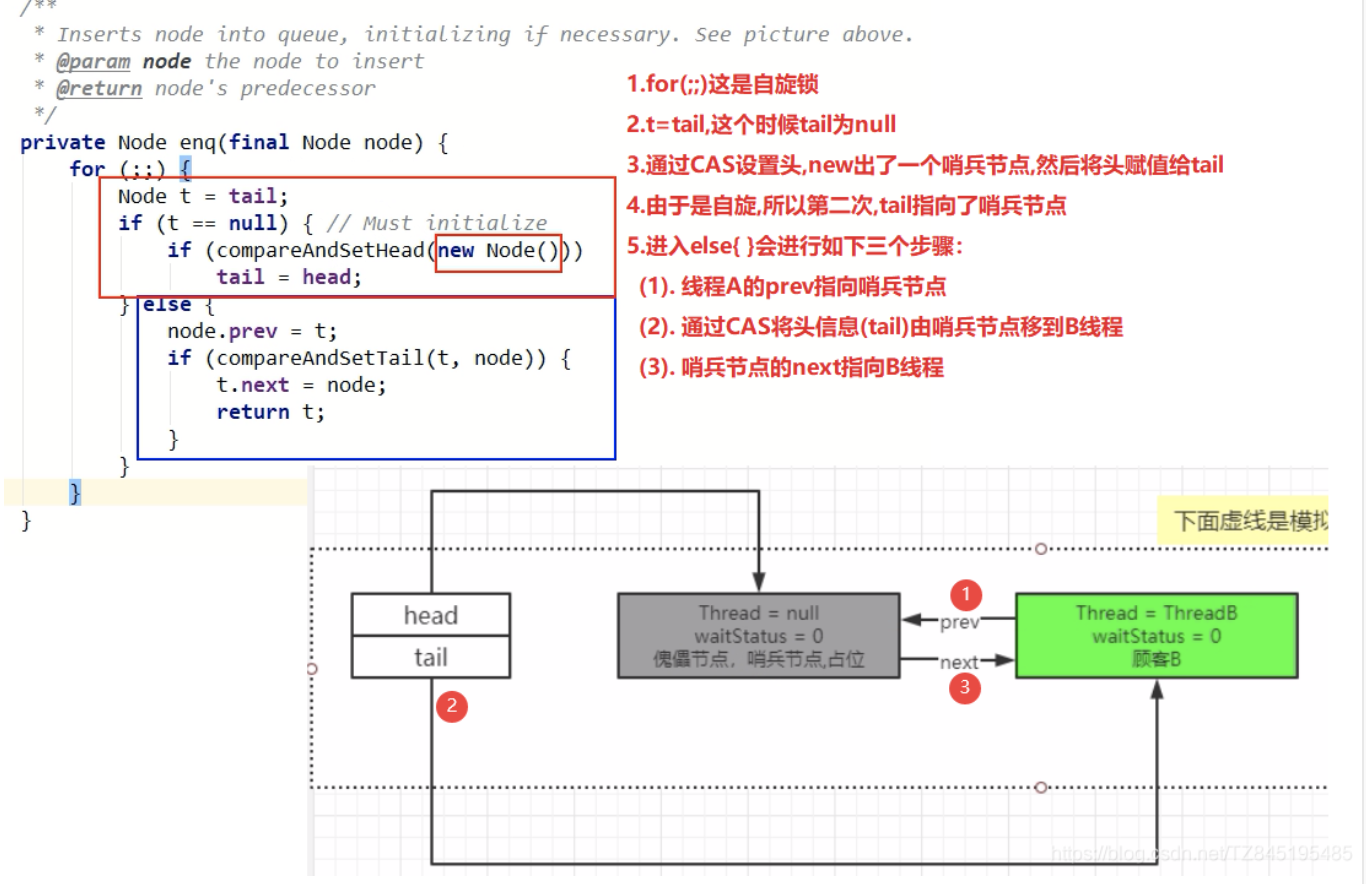 /**
* Inserts node into queue, initializing if necessary. See picture above.
* @param node the node to insert
* @return node's predecessor
*/
private Node enq(final Node node) {
for (;;) {
Node t = tail;
if (t == null) { // Must initialize
if (compareAndSetHead(new Node()))
tail = head;
} else {
node.prev = t;
if (compareAndSetTail(t, node)) {
t.next = node;
return t;
}
}
}
}
1.for(;;)这是自旋锁
2.t=tail,这个时候tail为null
3.通过CAS设置头,new出了一个哨兵节点,然后将头赋值给tail
4.由于是自旋,所以第二次,tail指向了哨兵节点
5.进入else{ }会进行如下三个步骤:
(1). 线程A的prev指向哨兵节点
(2). 通过CAS将头信息(tail)由哨兵节点移到B线程
(3). 哨兵节点的next指向B线程
下面虚线是模拟
head
tail
2
Thread = null
waitStatus = 0
傀儡节点，哨兵节点,占位
1
prev
next
3
Thread = ThreadB
waitStatus = 0
顾客B
https://blog.csdn.net/TZ845195485